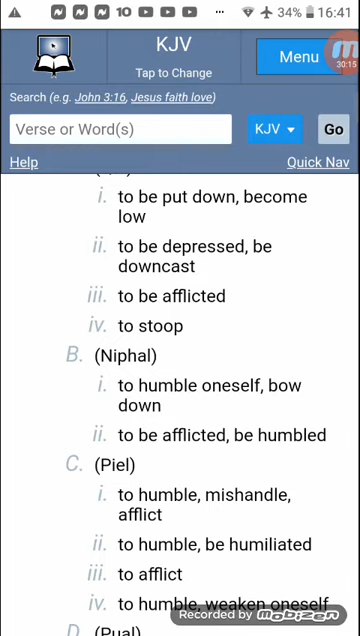 10 ... 34% 16:41
KJV
Tap to Change
Menu
30:15
Search (e.g. John 3:16, Jesus faith love)
Verse or Word(s)
KJV
Go
Help
Quick Nav
i. to be put down, become
low
ii. to be depressed, be
downcast
iii. to be afflicted
iv. to stoop
B. (Niphal)
i. to humble oneself, bow
down
ii. to be afflicted, be humbled
C. (Piel)
i. to humble, mishandle,
afflict
ii. to humble, be humiliated
iii. to afflict
iv. to humble, weaken oneself
Recorded by mobizen
D. (Pual)